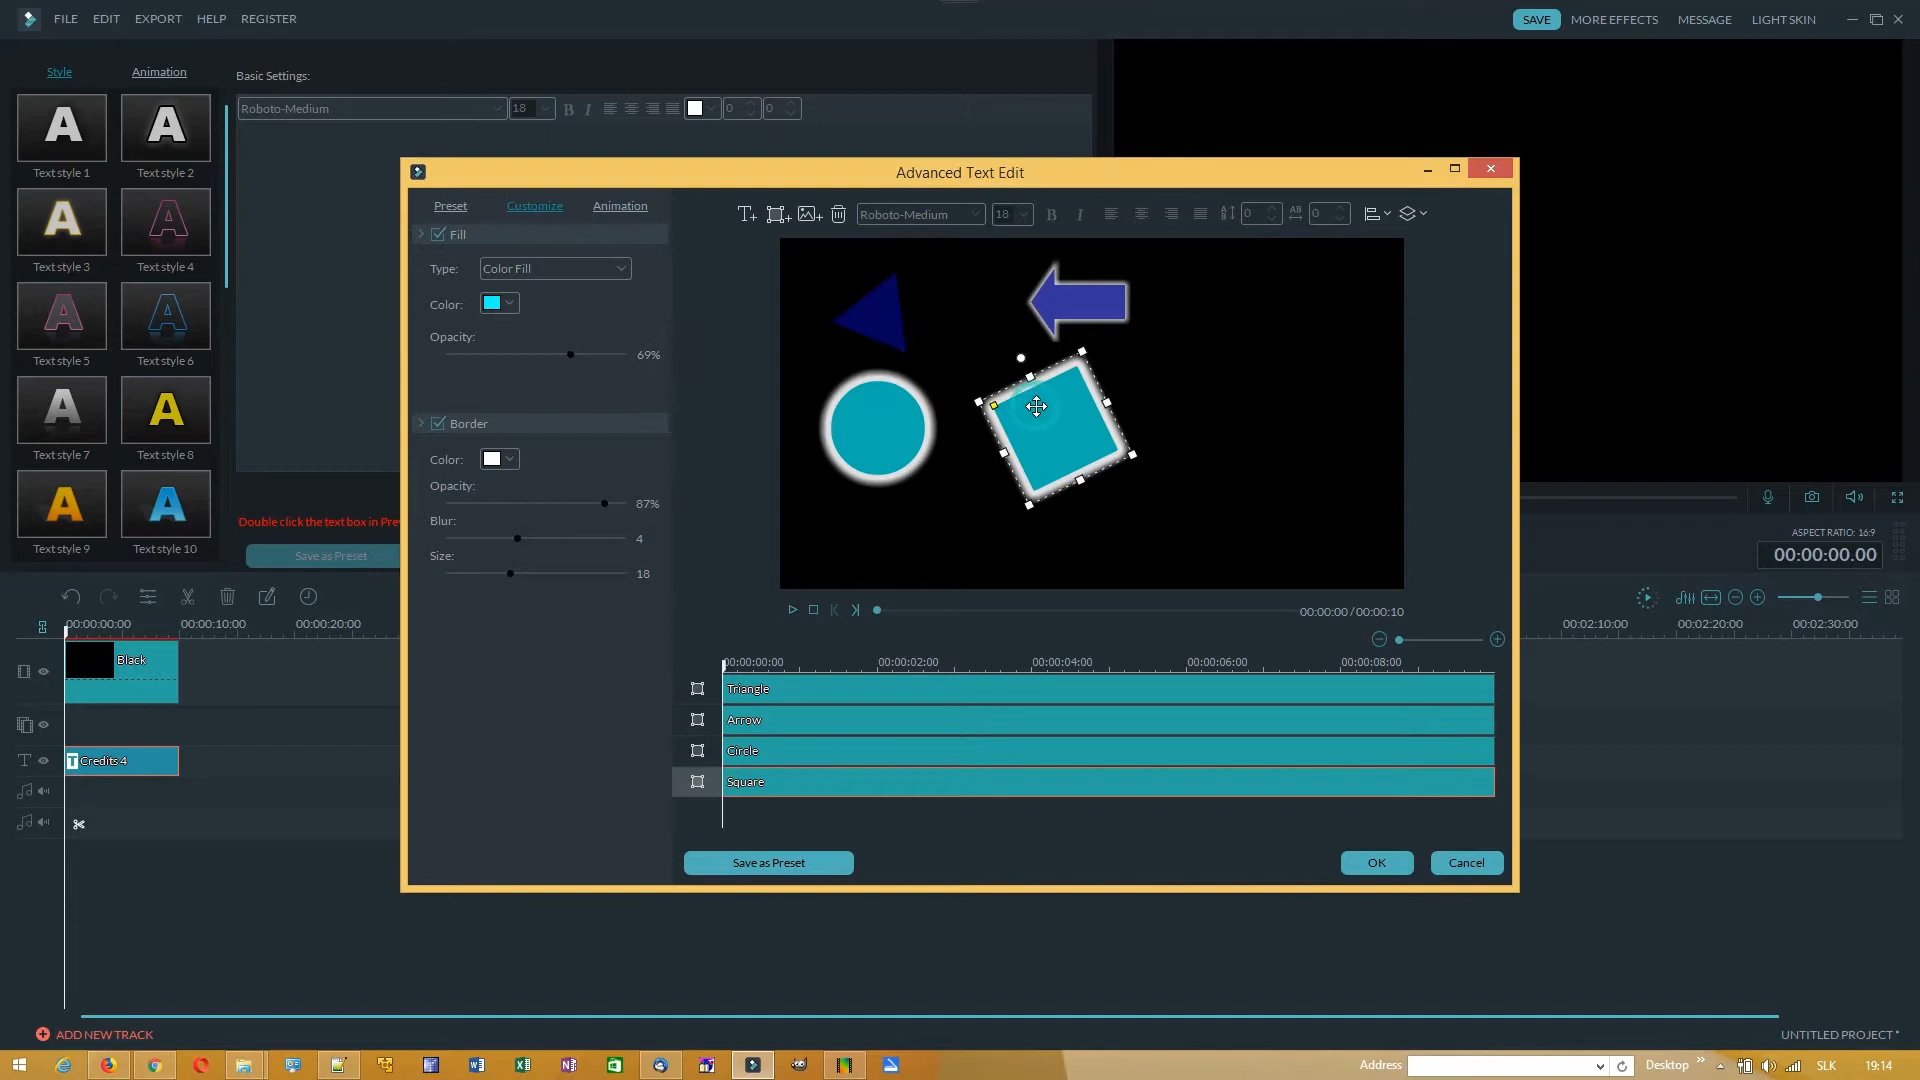 FILE EDIT EXPORT HELP REGISTER
SAVE MORE EFFECTS MESSAGE LIGHT SKIN
Style Animation Basic Settings:
Roboto-Medium 18 B I 0 0
Text style 1 Text style 2
Text style 3 Text style 4
Text style 5 Text style 6
Text style 7 Text style 8
Text style 9 Text style 10
Double click the text box in Prev
Save as Preset
Advanced Text Edit
Preset Customize Animation
Roboto-Medium 18 B I 0 0
Fill
Type: Color Fill
Color:
Opacity:
69%
Border
Color:
Opacity:
87%
Blur:
4
Size:
18
00:00:00 / 00:00:10
00:00:00:00 00:00:02:00 00:00:04:00 00:00:06:00 00:00:08:00
Triangle
Arrow
Circle
Square
Save as Preset OK Cancel
ASPECT RATIO: 16:9
00:00:00.00
00:00:00:00 00:00:10:00 00:00:20:00
00:02:10:00 00:02:20:00 00:02:30:00
Black
T Credits 4
ADD NEW TRACK
UNTITLED PROJECT *
Address Desktop » SLK 19:14